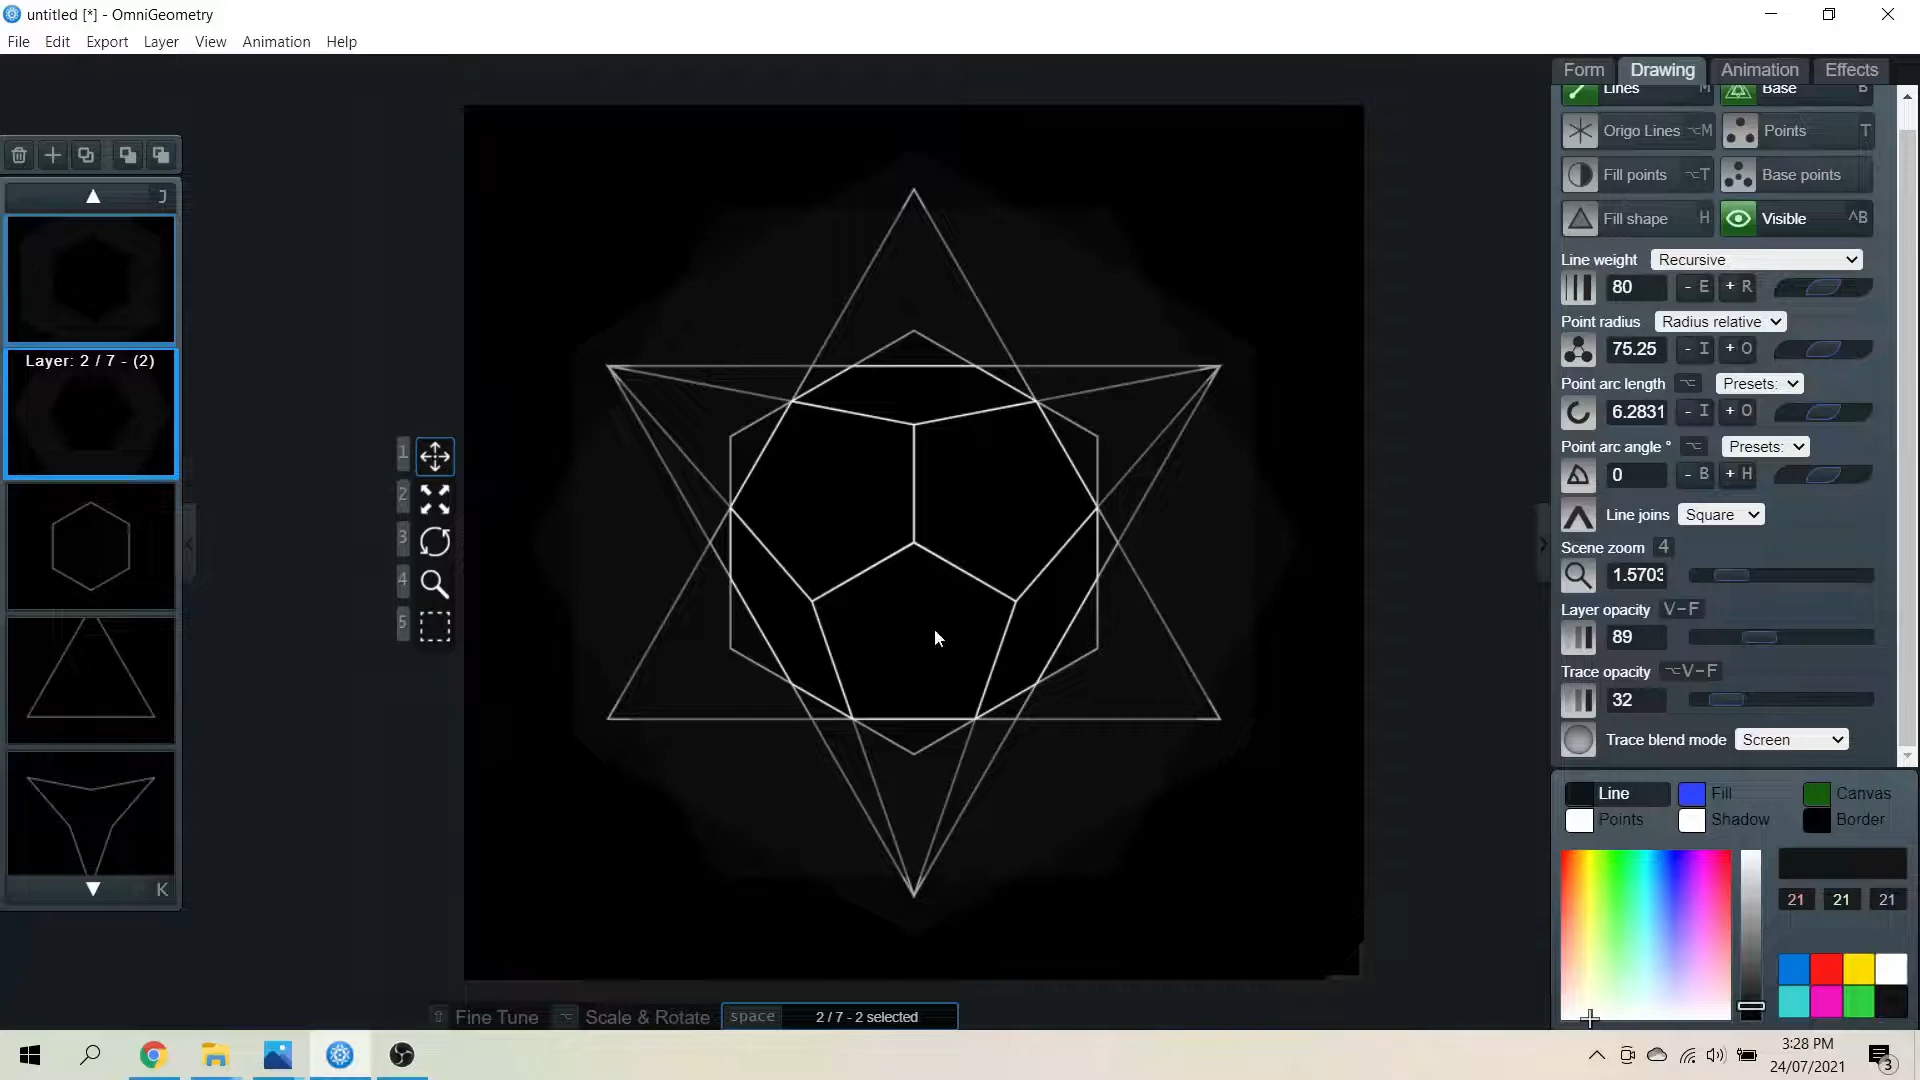 untitled [*] - OmniGeometry
File Edit Export Layer View Animation Help
Form Drawing Animation Effects
Lines M Base B
Origo Lines ⌥M Points T
Fill points ⌥T Base points
Fill shape H Visible ^B
Line weight Recursive
80 - E + R
Point radius Radius relative
75.25 - I + O
Point arc length ⌥ Presets:
6.2831 - I + O
Point arc angle ° ⌥ Presets:
0 - B + H
Line joins Square
Scene zoom 4
1.5703
Layer opacity V-F
89
Trace opacity ⌥V-F
32
Trace blend mode Screen
Line Fill Canvas
Points Shadow Border
21 21 21
J
Layer: 2 / 7 - (2)
K
1
2
3
4
5
⇧ Fine Tune ⌥ Scale & Rotate space 2 / 7 - 2 selected
3:28 PM
24/07/2021
3